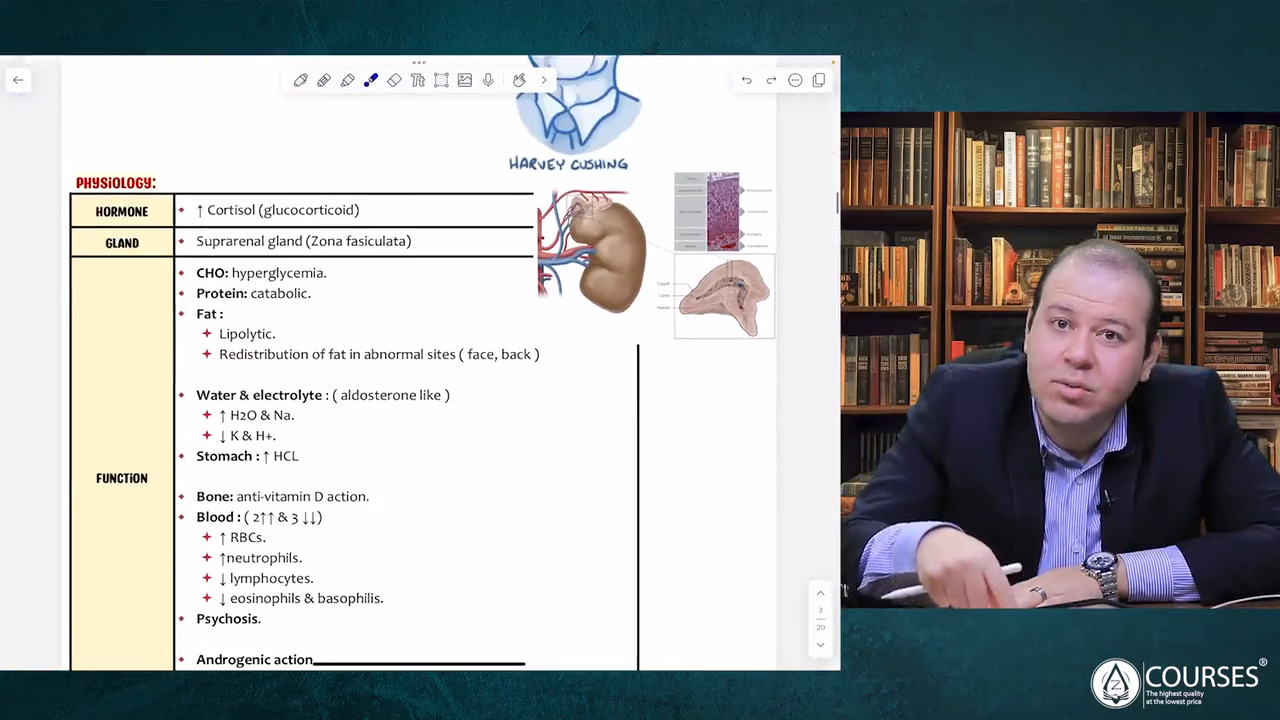 HARVEY CUSHING
PHYSIOLOGY:
HORMONE
↑ Cortisol (glucocorticoid)
GLAND
Suprarenal gland (Zona fasiculata)
FUNCTION
CHO: hyperglycemia.
Protein: catabolic.
Fat :
Lipolytic.
Redistribution of fat in abnormal sites ( face, back )
Water & electrolyte : ( aldosterone like )
↑ H2O & Na.
↓ K & H+.
Stomach : ↑ HCL
Bone: anti-vitamin D action.
Blood : ( 2↑↑ & 3 ↓↓)
↑ RBCs.
↑neutrophils.
↓ lymphocytes.
↓ eosinophils & basophilis.
Psychosis.
Androgenic action
Tt
3
20
Z COURSES®
The highest quality
at the lowest price